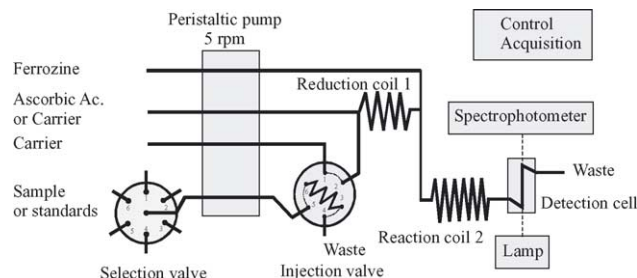 Peristaltic pump
5 rpm
Control
Acquisition
Ferrozine
Reduction coil 1
Ascorbic Ac.
or Carrier
Spectrophotometer
Carrier
Waste
Sample
or standards
Detection cell
Waste
Reaction coil 2
Lamp
Selection valve
Injection valve